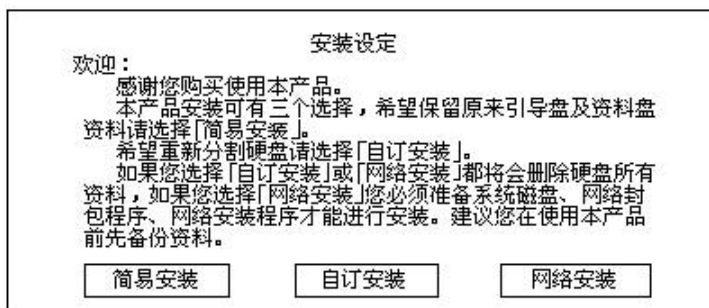 安装设定
欢迎：
感谢您购买使用本产品。
本产品安装可有三个选择，希望保留原来引导盘及资料盘
资料请选择「简易安装」。
希望重新分割硬盘请选择「自订安装」。
如果您选择「自订安装」或「网络安装」都将会删除硬盘所有
资料，如果您选择「网络安装」您必须准备系统磁盘、网络封
包程序、网络安装程序才能进行安装。建议您在使用本产品
前先备份资料。
简易安装 自订安装 网络安装